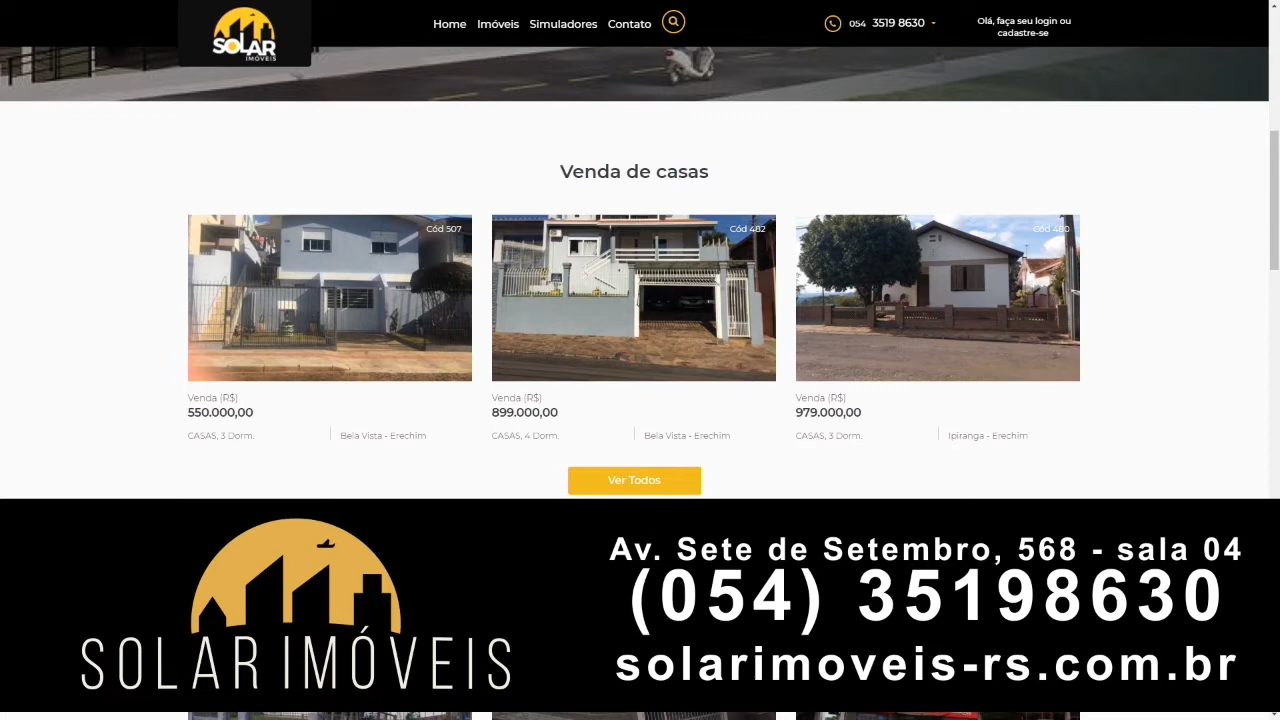 SOLAR
IMÓVEIS
Home Imóveis Simuladores Contato
054 3519 8630
Olá, faça seu login ou
cadastre-se
Venda de casas
Cód 507
Cód 482
Cód 480
Venda (R$)
550.000,00
CASAS, 3 Dorm.
Bela Vista - Erechim
Venda (R$)
899.000,00
CASAS, 4 Dorm.
Bela Vista - Erechim
Venda (R$)
979.000,00
CASAS, 3 Dorm.
Ipiranga - Erechim
Ver Todos
SOLAR IMÓVEIS
Av. Sete de Setembro, 568 - sala 04
(054) 35198630
solarimoveis-rs.com.br